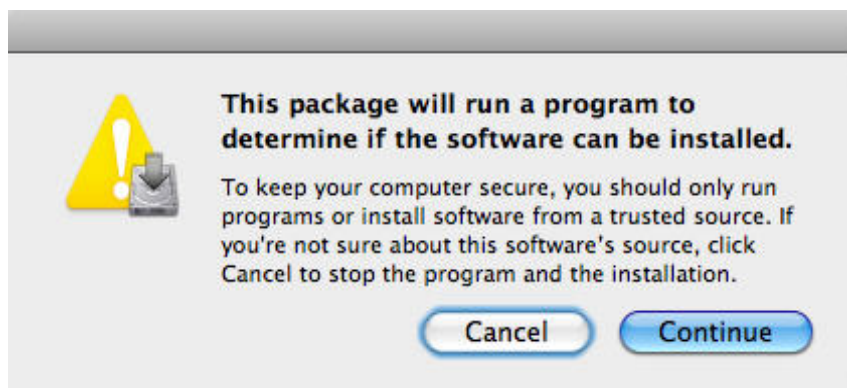 This package will run a program to
determine if the software can be installed.
To keep your computer secure, you should only run
programs or install software from a trusted source. If
you're not sure about this software's source, click
Cancel to stop the program and the installation.
Cancel Continue